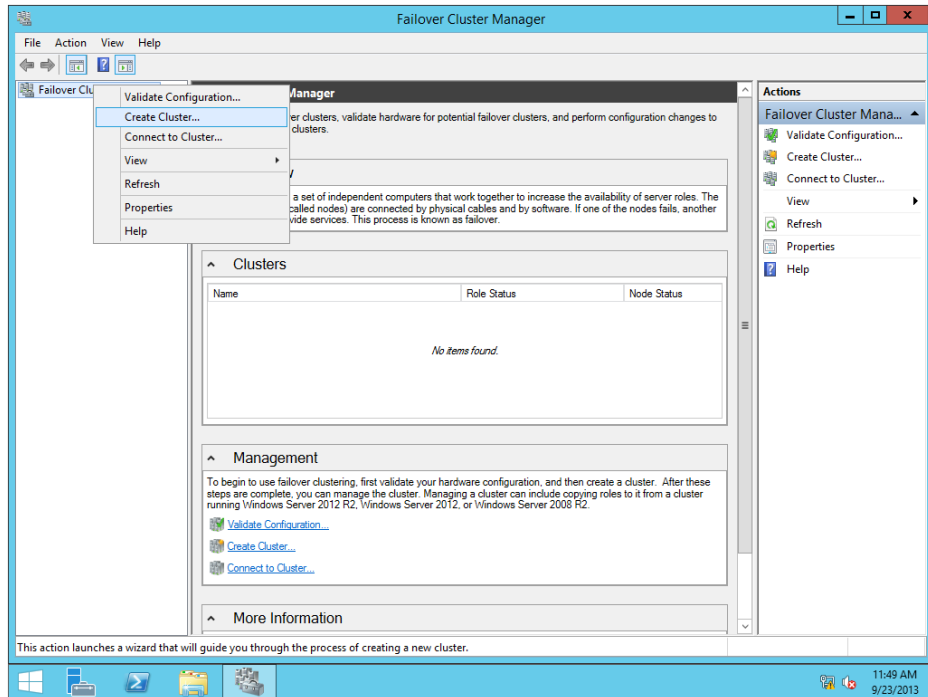 Failover Cluster Manager
File Action View Help
Failover Clu
Validate Configuration...
Create Cluster...
Connect to Cluster...
View
Refresh
Properties
Help
Manager
er clusters, validate hardware for potential failover clusters, and perform configuration changes to
clusters.
a set of independent computers that work together to increase the availability of server roles. The
called nodes) are connected by physical cables and by software. If one of the nodes fails, another
vide services. This process is known as failover.
Clusters
Name Role Status Node Status
No items found.
Management
To begin to use failover clustering, first validate your hardware configuration, and then create a cluster. After these
steps are complete, you can manage the cluster. Managing a cluster can include copying roles to it from a cluster
running Windows Server 2012 R2, Windows Server 2012, or Windows Server 2008 R2.
Validate Configuration...
Create Cluster...
Connect to Cluster...
More Information
Actions
Failover Cluster Mana...
Validate Configuration...
Create Cluster...
Connect to Cluster...
View
Refresh
Properties
Help
This action launches a wizard that will guide you through the process of creating a new cluster.
11:49 AM
9/23/2013